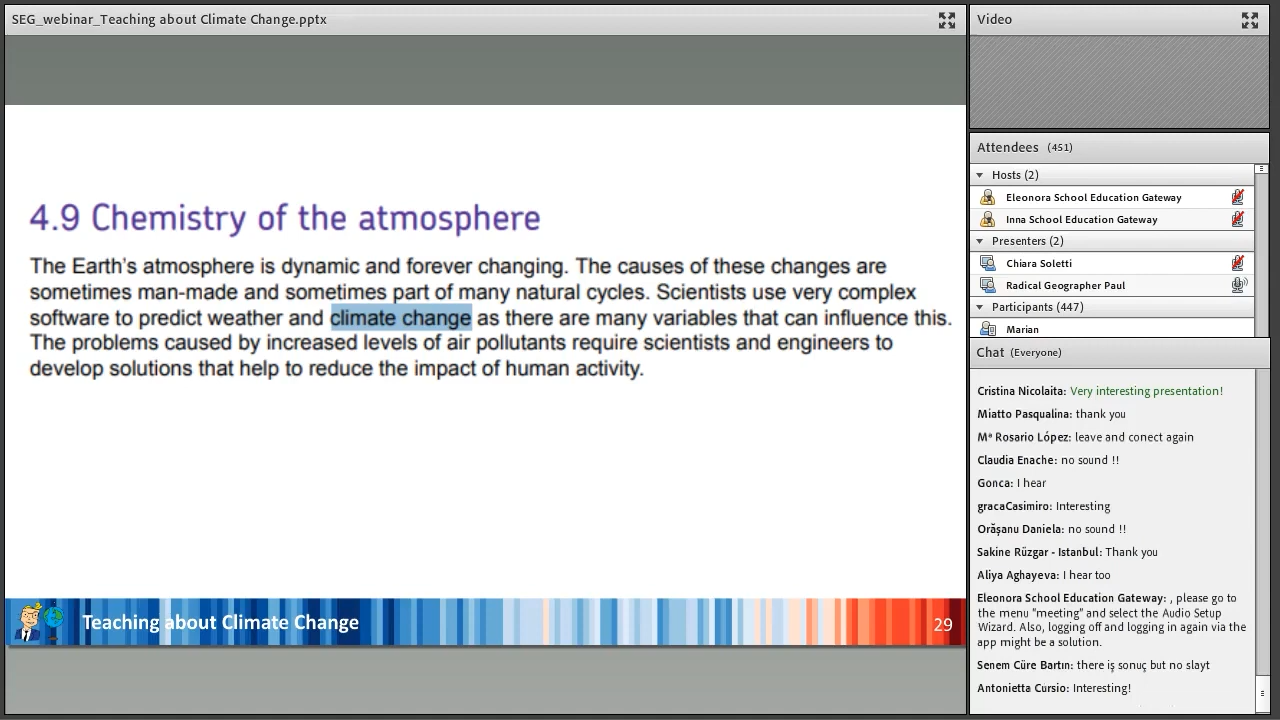 SEG_webinar_Teaching about Climate Change.pptx
4.9 Chemistry of the atmosphere
The Earth's atmosphere is dynamic and forever changing. The causes of these changes are
sometimes man-made and sometimes part of many natural cycles. Scientists use very complex
software to predict weather and climate change as there are many variables that can influence this.
The problems caused by increased levels of air pollutants require scientists and engineers to
develop solutions that help to reduce the impact of human activity.
Teaching about Climate Change
29
Video
Attendees (451)
Hosts (2)
Eleonora School Education Gateway
Inna School Education Gateway
Presenters (2)
Chiara Soletti
Radical Geographer Paul
Participants (447)
Marian
Chat (Everyone)
Cristina Nicolaita: Very interesting presentation!
Miatto Pasqualina: thank you
Mª Rosario López: leave and conect again
Claudia Enache: no sound !!
Gonca: I hear
gracaCasimiro: Interesting
Orășanu Daniela: no sound !!
Sakine Rüzgar - Istanbul: Thank you
Aliya Aghayeva: I hear too
Eleonora School Education Gateway: , please go to
the menu "meeting" and select the Audio Setup
Wizard. Also, logging off and logging in again via the
app might be a solution.
Senem Cüre Bartın: there iş sonuç but no slayt
Antonietta Cursio: Interesting!